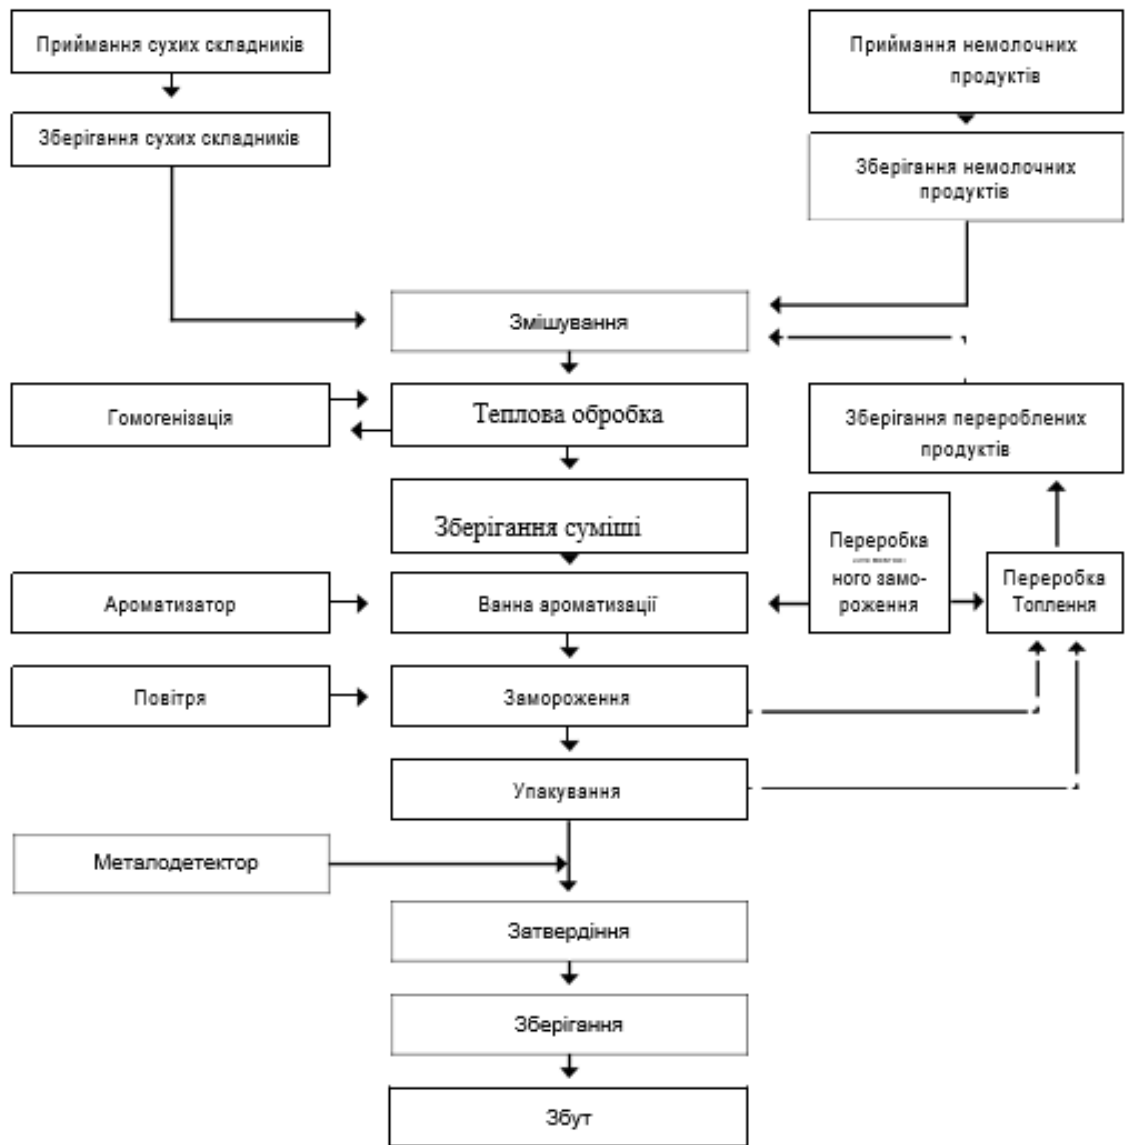 Приймання сухих складників
Приймання немолочних
продуктів
Зберігання сухих складників
Зберігання немолочних
продуктів
Змішування
Гомогенізація
Теплова обробка
Зберігання перероблених
продуктів
Зберігання суміші
Переробка
ного замо-
роження
Переробка
Топлення
Ароматизатор
Ванна ароматизації
Повітря
Замороження
Упакування
Металодетектор
Затвердіння
Зберігання
Збут